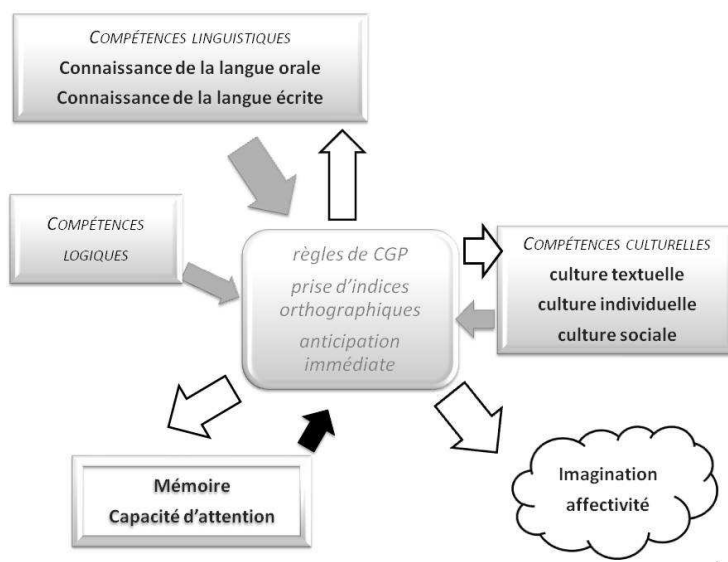 COMPÉTENCES LINGUISTIQUES
Connaissance de la langue orale
Connaissance de la langue écrite
COMPÉTENCES
LOGIQUES
règles de CGP
prise d'indices
orthographiques
anticipation
immédiate
COMPÉTENCES CULTURELLES
culture textuelle
culture individuelle
culture sociale
Mémoire
Capacité d'attention
Imagination
affectivité